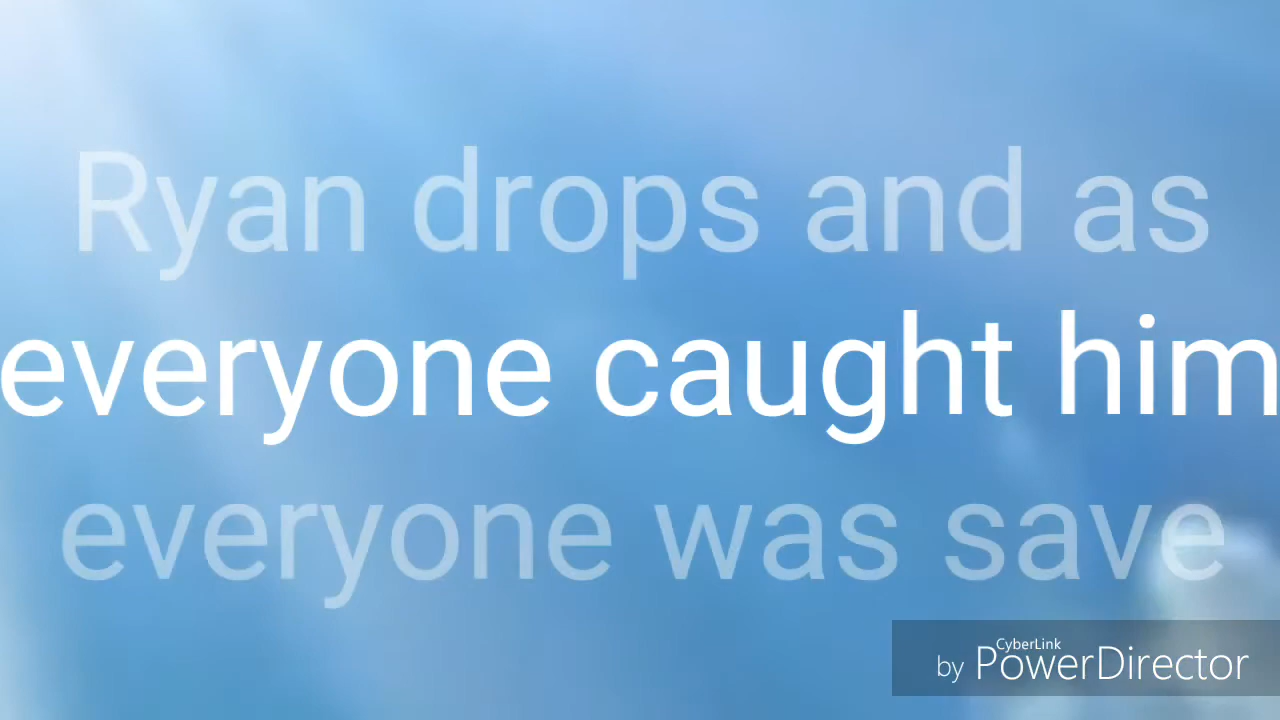 Ryan drops and as
everyone caught him
everyone was save
CyberLink
by PowerDirector